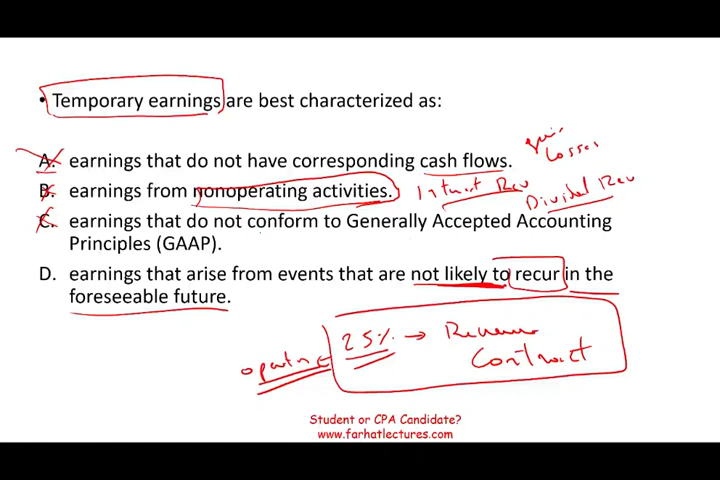 • Temporary earnings are best characterized as:
A. earnings that do not have corresponding cash flows.
losses
B. earnings from nonoperating activities.
Interest Rev
Dividend Rev
C. earnings that do not conform to Generally Accepted Accounting
Principles (GAAP).
D. earnings that arise from events that are not likely to recur in the
foreseeable future.
25% → Revenue
Contract
Student or CPA Candidate?
www.farhatlectures.com